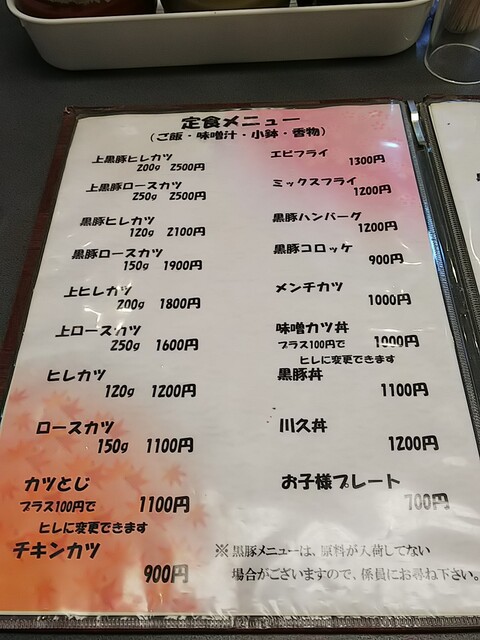 定食メニュー
(ご飯・味噌汁・小鉢・香物)
上黒豚ヒレカツ
200g 2500円
上黒豚ロースカツ
250g 2500円
黒豚ヒレカツ
120g 2100円
黒豚ロースカツ
150g 1900円
上ヒレカツ
200g 1800円
上ロースカツ
250g 1600円
ヒレカツ
120g 1200円
ロースカツ
150g 1100円
カツとじ
プラス100円で 1100円
ヒレに変更できます
チキンカツ
900円
エビフライ
1300円
ミックスフライ
1200円
黒豚ハンバーグ
1200円
黒豚コロッケ
900円
メンチカツ
1000円
味噌カツ丼
プラス100円で 1000円
ヒレに変更できます
黒豚丼
1100円
川久丼
1200円
お子様プレート
700円
※黒豚メニューは、原料が入荷してない
場合がございますので、係員にお尋ね下さい。